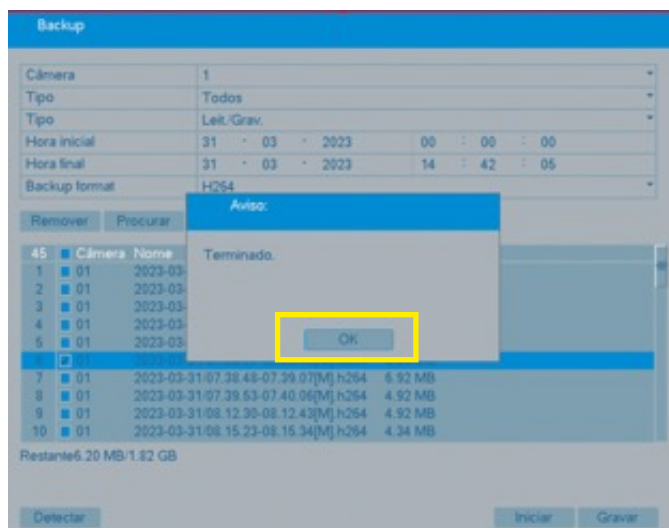 Backup
Câmera 1
Tipo Todos
Tipo Leit./Grav.
Hora inicial 31 - 03 - 2023 00 : 00 : 00
Hora final 31 - 03 - 2023 14 : 42 : 05
Backup format H264
Aviso:
Remover Procurar
Terminado.
45 Câmera Nome
1 01 2023-03-
2 01 2023-03-
3 01 2023-03-
4 01 2023-03-
5 01 2023-03-
OK
6 01
7 01 2023-03-31/07.38.48-07.39.07[M].h264 6.92 MB
8 01 2023-03-31/07.39.53-07.40.06[M].h264 4.92 MB
9 01 2023-03-31/08.12.30-08.12.43[M].h264 4.92 MB
10 01 2023-03-31/08.15.23-08.15.34[M].h264 4.34 MB
Restante6.20 MB/1.82 GB
Detectar Iniciar Gravar